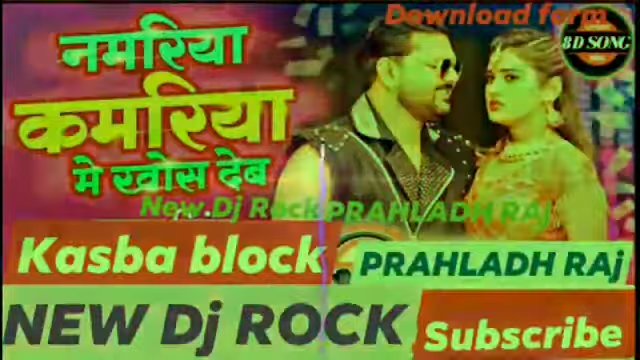 Download form
8D SONG
नमरिया
कमरिया
मे खोस देब
New Dj Rock PRAHLADH RAj
Kasba block
PRAHLADH RAj
NEW Dj ROCK
Subscribe